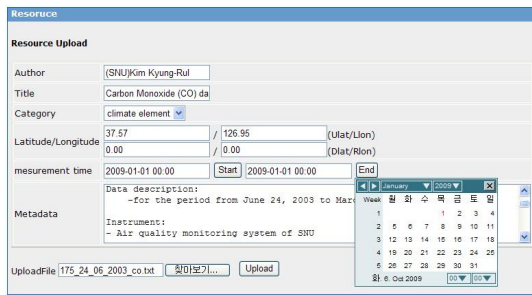 Resoruce
Resource Upload
Author (SNU)Kim Kyung-Rul
Title Carbon Monoxide (CO) da
Category climate element
Latitude/Longitude 37.57 / 126.95 (Ulat/Llon)
0.00 / 0.00 (Dlat/Rlon)
mesurement time 2009-01-01 00:00 Start 2009-01-01 00:00 End
January 2009 X
Week 월 화 수 목 금 토 일
1 1 2 3 4
2 5 6 7 8 9 10 11
3 12 13 14 15 16 17 18
4 19 20 21 22 23 24 25
5 26 27 28 29 30 31
화 6. Oct 2009 00 00
Metadata
Data description:
-for the period from June 24, 2003 to Marc
Instrument:
- Air quality monitoring system of SNU
UploadFile 175_24_06_2003_co.txt 찾아보기... Upload